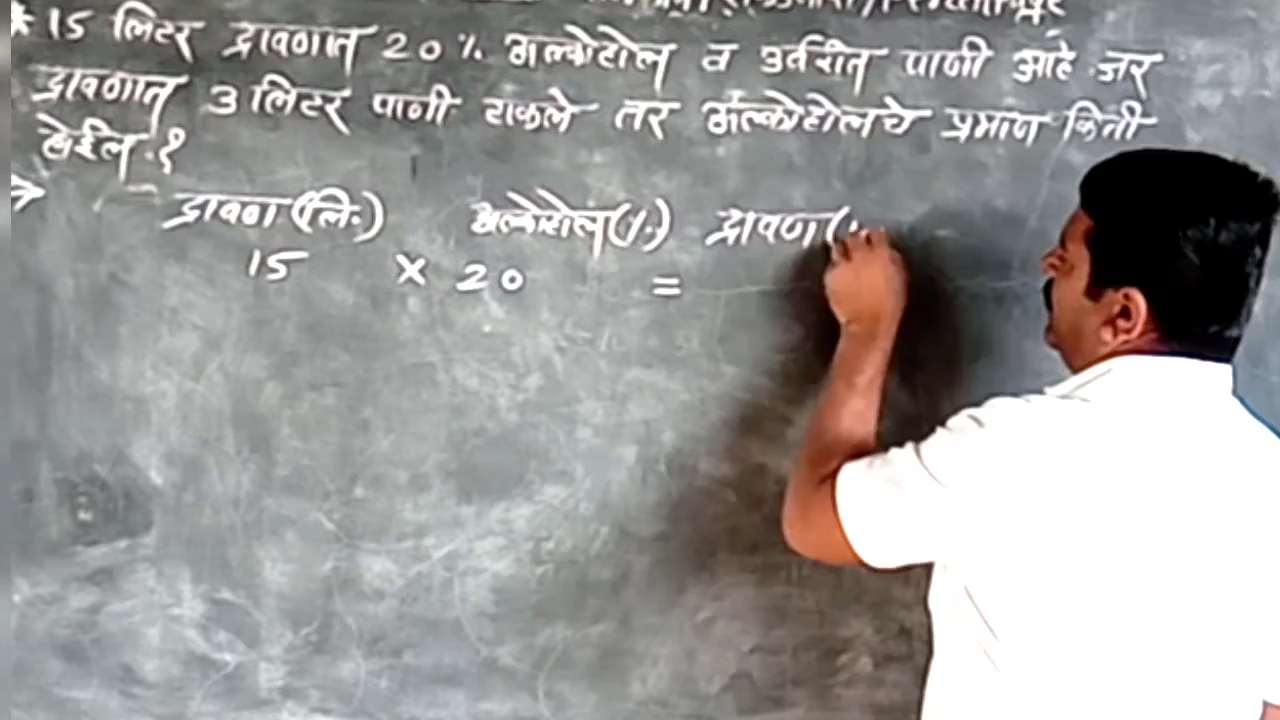 * 15 लिटर द्रावणात 20% अल्कोहोल व उर्वरीत पाणी आहे. जर
द्रावणात 3 लिटर पाणी टाकले तर अल्कोहोलचे प्रमाण किती
होईल.?
→ द्रावण (लि.) अल्कोहोल (%) द्रावण (
15 × 20 =